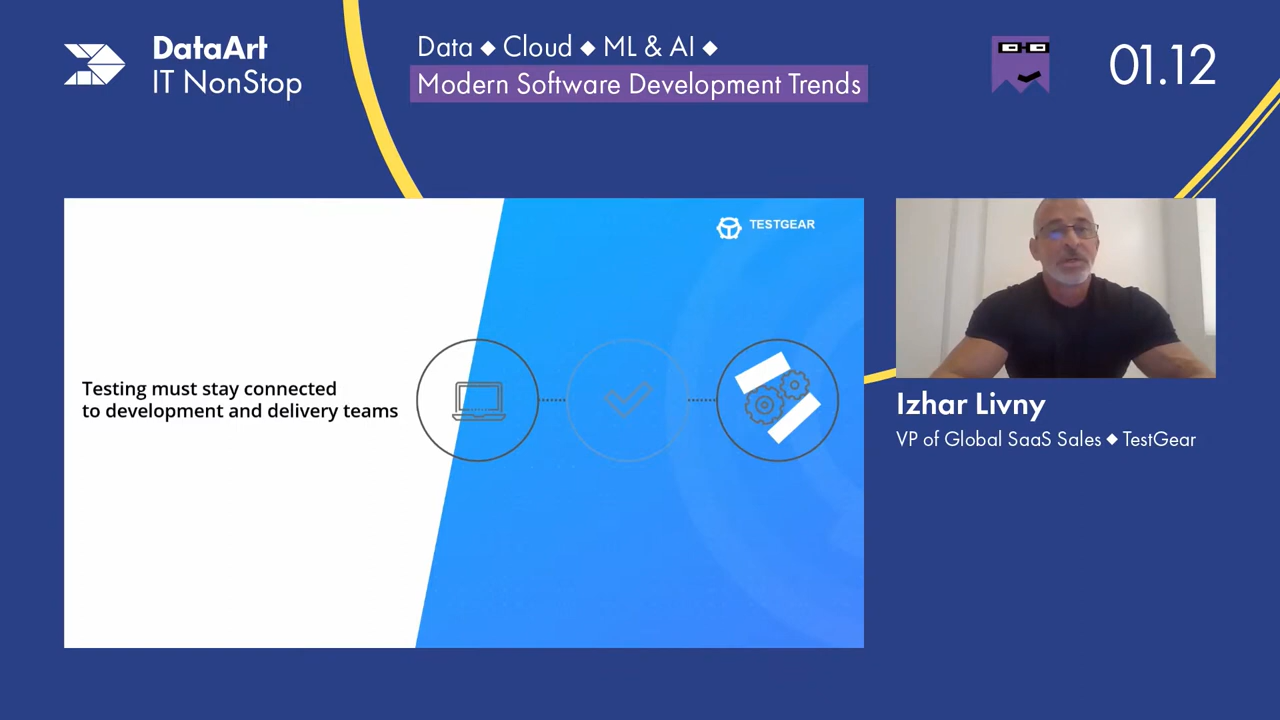 DataArt
IT NonStop
Data ◆ Cloud ◆ ML & AI ◆
Modern Software Development Trends
01.12
TESTGEAR
Testing must stay connected
to development and delivery teams
Izhar Livny
VP of Global SaaS Sales ◆ TestGear